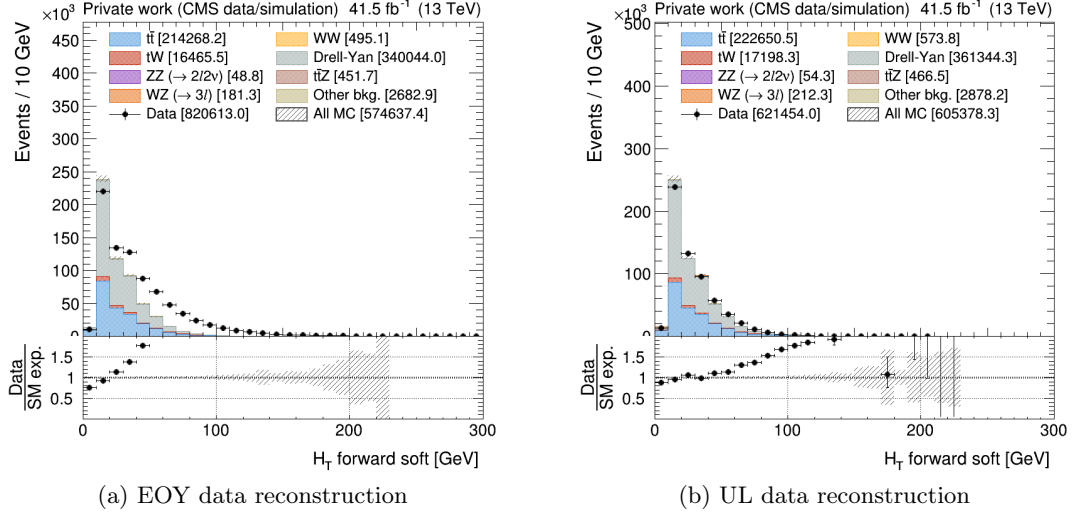 Private work (CMS data/simulation) 41.5 fb⁻¹ (13 TeV)
×10³
Events / 10 GeV
450
400
350
300
250
200
150
100
50
0
tt̄ [214268.2]
WW [495.1]
tW [16465.5]
Drell-Yan [340044.0]
ZZ (→ 2l/2ν) [48.8]
tt̄Z [451.7]
WZ (→ 3l) [181.3]
Other bkg. [2682.9]
Data [820613.0]
All MC [574637.4]
Data
SM exp.
1.5
1
0.5
0 100 200 300
H_T forward soft [GeV]
(a) EOY data reconstruction
Private work (CMS data/simulation) 41.5 fb⁻¹ (13 TeV)
×10³
Events / 10 GeV
500
400
300
200
100
0
tt̄ [222650.5]
WW [573.8]
tW [17198.3]
Drell-Yan [361344.3]
ZZ (→ 2l/2ν) [54.3]
tt̄Z [466.5]
WZ (→ 3l) [212.3]
Other bkg. [2878.2]
Data [621454.0]
All MC [605378.3]
Data
SM exp.
1.5
1
0.5
0 100 200 300
H_T forward soft [GeV]
(b) UL data reconstruction